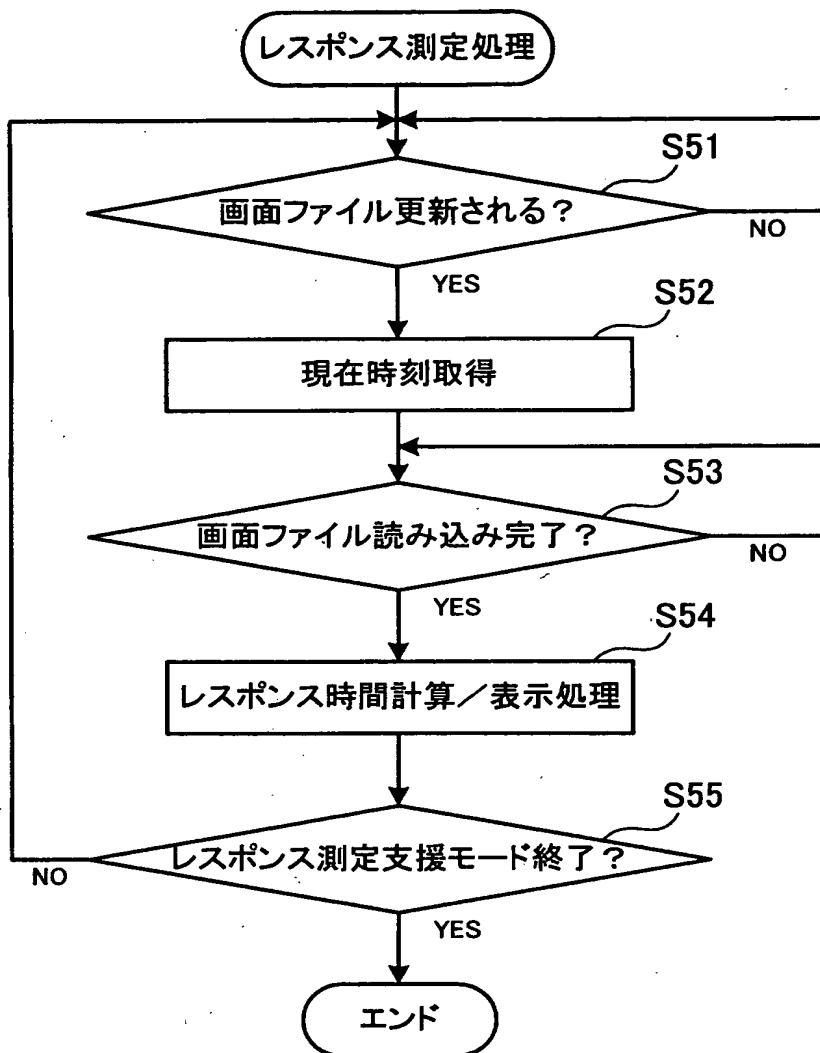 レスポンス測定処理
S51
画面ファイル更新される？
NO
YES
S52
現在時刻取得
S53
画面ファイル読み込み完了？
NO
YES
S54
レスポンス時間計算／表示処理
S55
レスポンス測定支援モード終了？
NO
YES
エンド